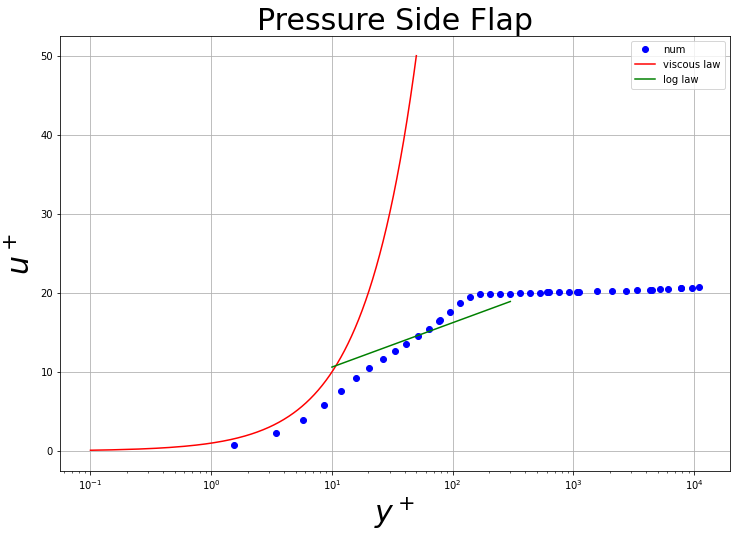 Pressure Side Flap
num
viscous law
log law
50
40
30
20
10
0
u⁺
10⁻¹ 10⁰ 10¹ 10² 10³ 10⁴
y⁺